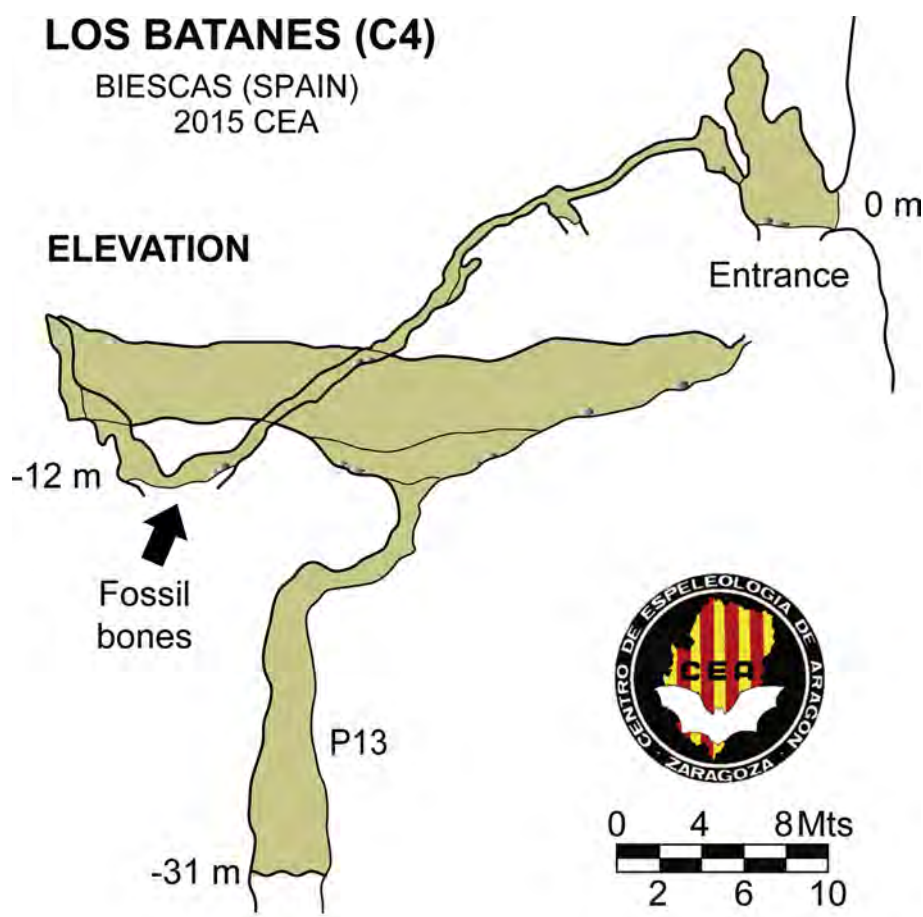 LOS BATANES (C4)
BIESCAS (SPAIN)
2015 CEA
0 m
ELEVATION
Entrance
-12 m
Fossil
bones
P13
-31 m
CENTRO DE ESPELEOLOGIA DE ARAGON · ZARAGOZA ·
CEA
0 4 8 Mts
2 6 10